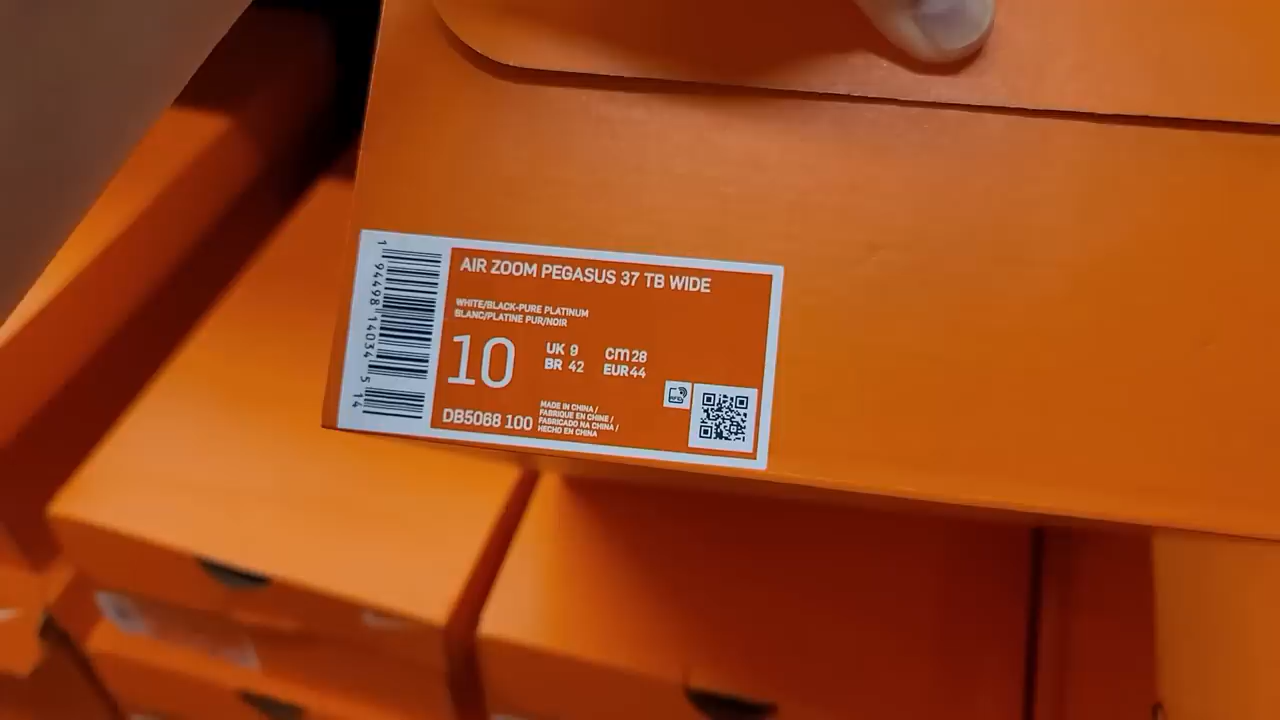 AIR ZOOM PEGASUS 37 TB WIDE
WHITE/BLACK-PURE PLATINUM
BLANC/PLATINE PUR/NOIR
10
UK 9
BR 42
cm 28
EUR 44
DB5068 100
MADE IN CHINA /
FABRIQUE EN CHINE /
FABRICADO NA CHINA /
HECHO EN CHINA
1 94498 14034 5 14